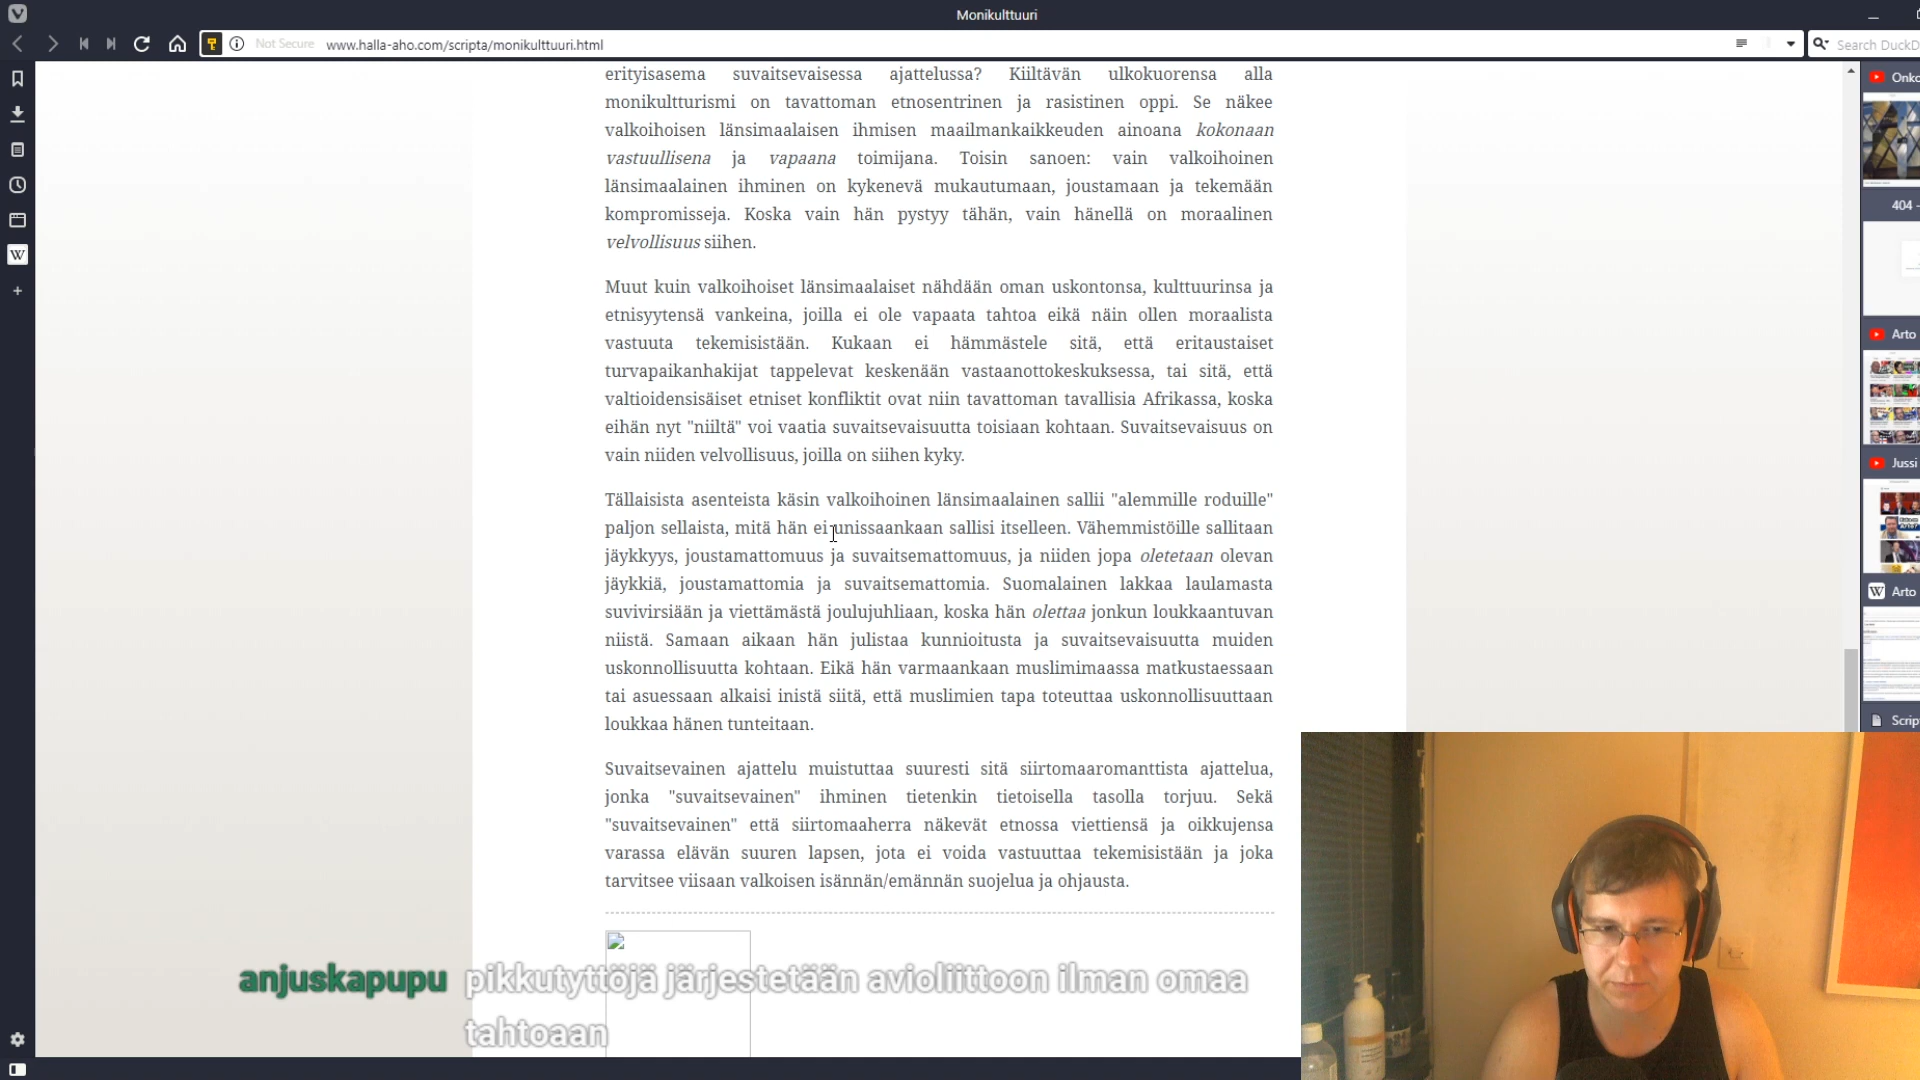 Monikulttuuri
Not Secure www.halla-aho.com/scripta/monikulttuuri.html
Search DuckD
erityisasema suvaitsevaisessa ajattelussa? Kiiltävän ulkokuorensa alla
monikultturismi on tavattoman etnosentrinen ja rasistinen oppi. Se näkee
valkoihoisen länsimaalaisen ihmisen maailmankaikkeuden ainoana kokonaan
vastuullisena ja vapaana toimijana. Toisin sanoen: vain valkoihoinen
länsimaalainen ihminen on kykenevä mukautumaan, joustamaan ja tekemään
kompromisseja. Koska vain hän pystyy tähän, vain hänellä on moraalinen
velvollisuus siihen.
Muut kuin valkoihoiset länsimaalaiset nähdään oman uskontonsa, kulttuurinsa ja
etnisyytensä vankeina, joilla ei ole vapaata tahtoa eikä näin ollen moraalista
vastuuta tekemisistään. Kukaan ei hämmästele sitä, että eritaustaiset
turvapaikanhakijat tappelevat keskenään vastaanottokeskuksessa, tai sitä, että
valtioidensisäiset etniset konfliktit ovat niin tavattoman tavallisia Afrikassa, koska
eihän nyt "niiltä" voi vaatia suvaitsevaisuutta toisiaan kohtaan. Suvaitsevaisuus on
vain niiden velvollisuus, joilla on siihen kyky.
Tällaisista asenteista käsin valkoihoinen länsimaalainen sallii "alemmille roduille"
paljon sellaista, mitä hän ei unissaankaan sallisi itselleen. Vähemmistöille sallitaan
jäykkyys, joustamattomuus ja suvaitsemattomuus, ja niiden jopa oletetaan olevan
jäykkiä, joustamattomia ja suvaitsemattomia. Suomalainen lakkaa laulamasta
suvivirsiään ja viettämästä joulujuhliaan, koska hän olettaa jonkun loukkaantuvan
niistä. Samaan aikaan hän julistaa kunnioitusta ja suvaitsevaisuutta muiden
uskonnollisuutta kohtaan. Eikä hän varmaankaan muslimimaassa matkustaessaan
tai asuessaan alkaisi inistä siitä, että muslimien tapa toteuttaa uskonnollisuuttaan
loukkaa hänen tunteitaan.
Suvaitsevainen ajattelu muistuttaa suuresti sitä siirtomaaromanttista ajattelua,
jonka "suvaitsevainen" ihminen tietenkin tietoisella tasolla torjuu. Sekä
"suvaitsevainen" että siirtomaaherra näkevät etnossa viettiensä ja oikkujensa
varassa elävän suuren lapsen, jota ei voida vastuuttaa tekemisistään ja joka
tarvitsee viisaan valkoisen isännän/emännän suojelua ja ohjausta.
anjuskapupu pikkutyttöjä järjestetään avioliittoon ilman omaa
tahtoaan
Onko
404 -
Arto
Jussi
W Arto
Scrip